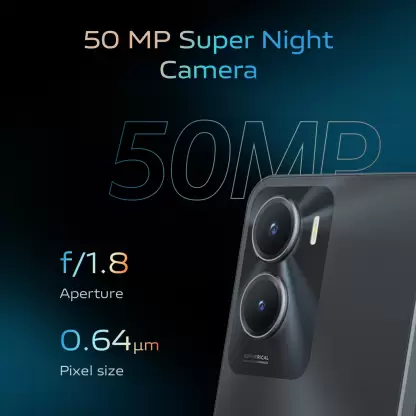 50 MP Super Night
Camera
50MP
f/1.8
Aperture
0.64μm
Pixel size